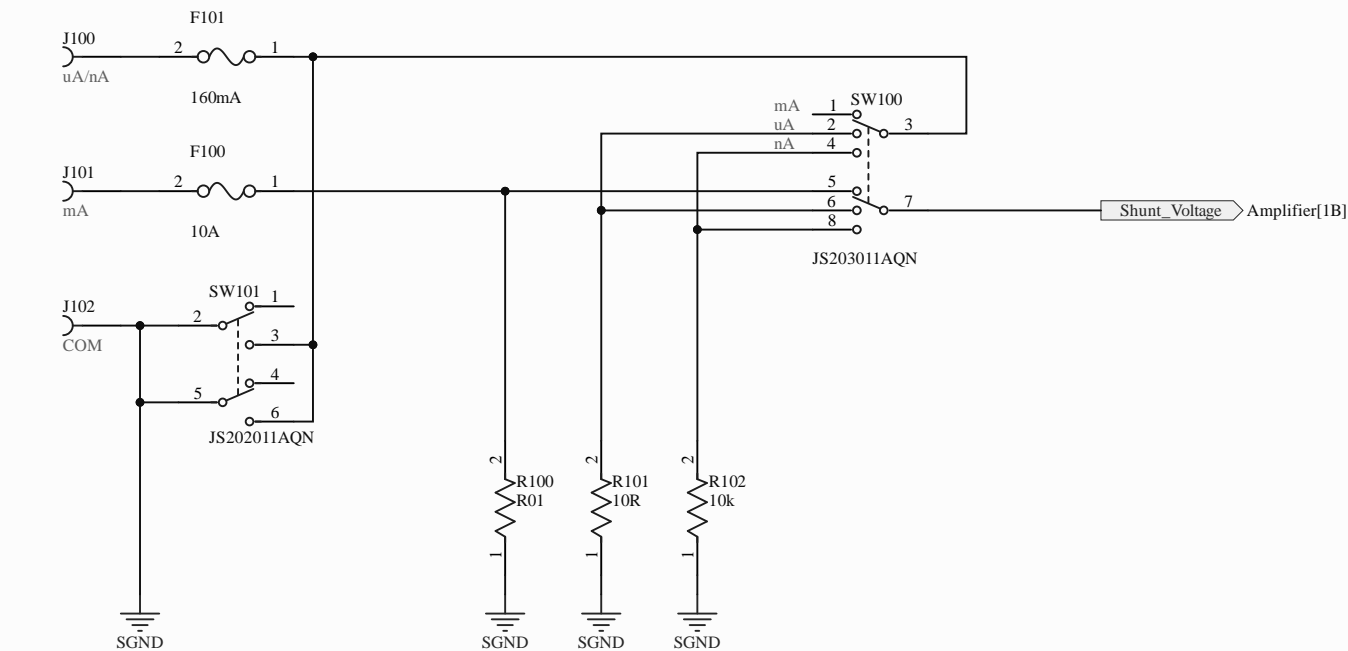 F101
J100
2
1
uA/nA
160mA
SW100
mA
1
uA
2
3
nA
4
F100
J101
2
1
mA
10A
5
6
7
8
Shunt_Voltage
Amplifier[1B]
JS203011AQN
SW101
J102
1
2
COM
3
4
5
6
JS202011AQN
2
R100
R01
1
2
R101
10R
1
2
R102
10k
1
SGND
SGND
SGND
SGND